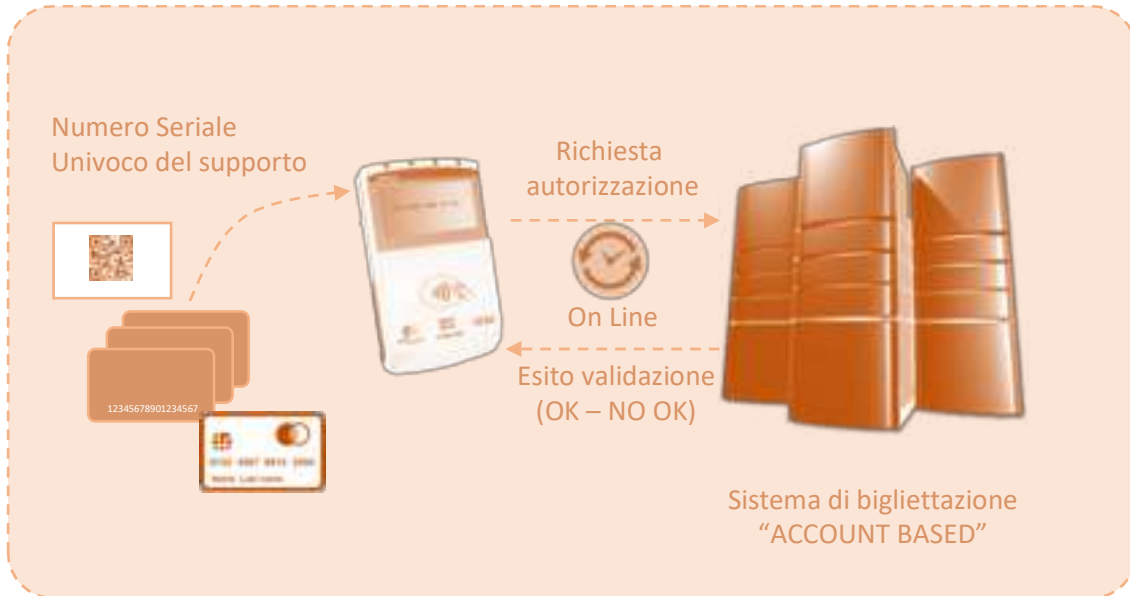 Numero Seriale
Univoco del supporto
Richiesta
autorizzazione
On Line
Esito validazione
(OK – NO OK)
12345678901234567
Sistema di bigliettazione
“ACCOUNT BASED”